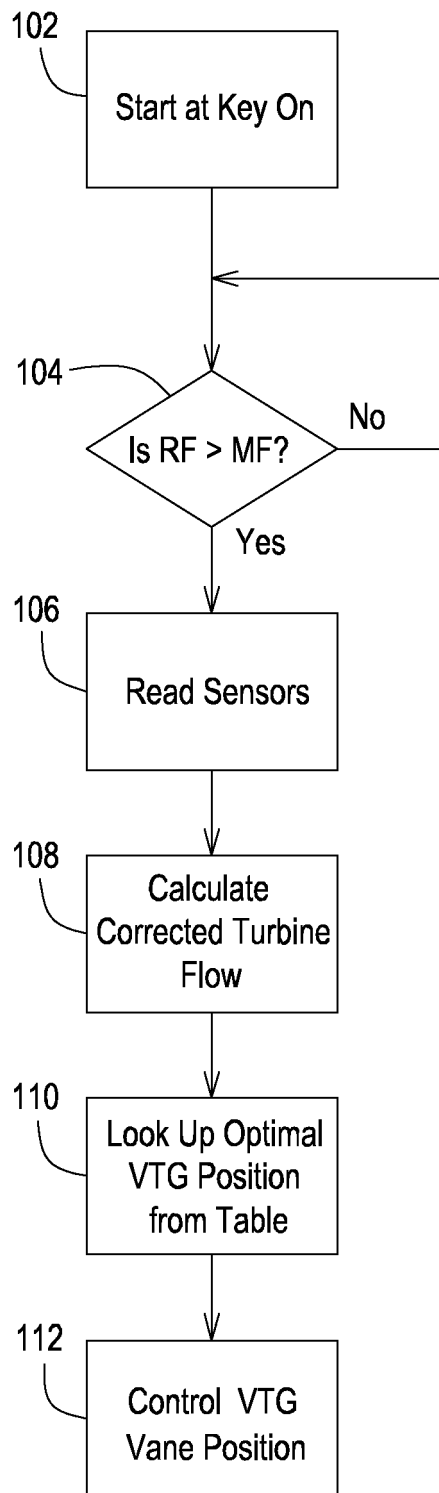 102
Start at Key On
104
Is RF > MF?
No
Yes
106
Read Sensors
108
Calculate
Corrected Turbine
Flow
110
Look Up Optimal
VTG Position
from Table
112
Control VTG
Vane Position